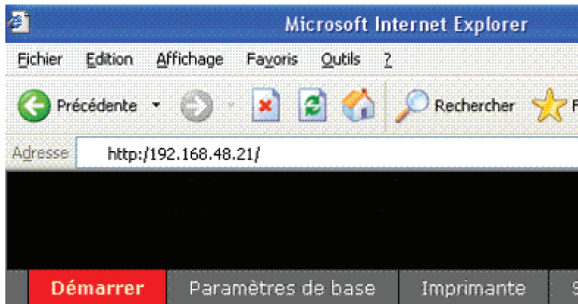 Microsoft Internet Explorer
Fichier Edition Affichage Favoris Outils ?
Précédente Rechercher F
Adresse http:/192.168.48.21/
Démarrer Paramètres de base Imprimante S